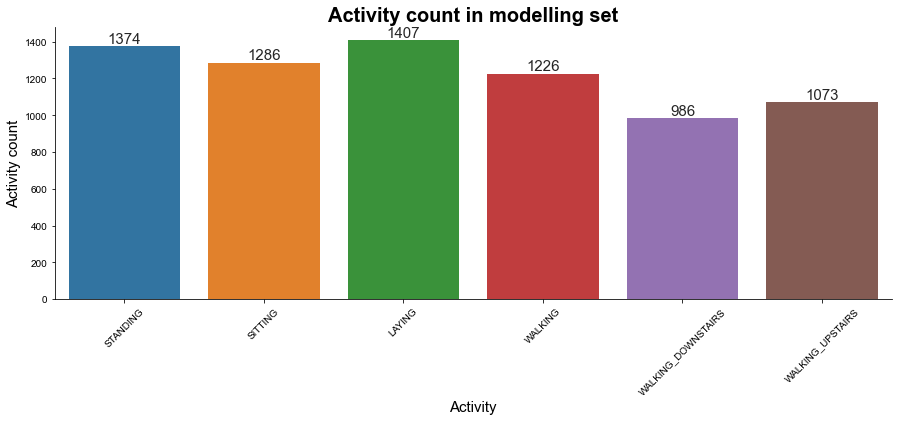 Activity count in modelling set
1400
1200
1000
800
600
400
200
0
Activity count
1374
1286
1407
1226
986
1073
STANDING
SITTING
LAYING
WALKING
WALKING_DOWNSTAIRS
WALKING_UPSTAIRS
Activity